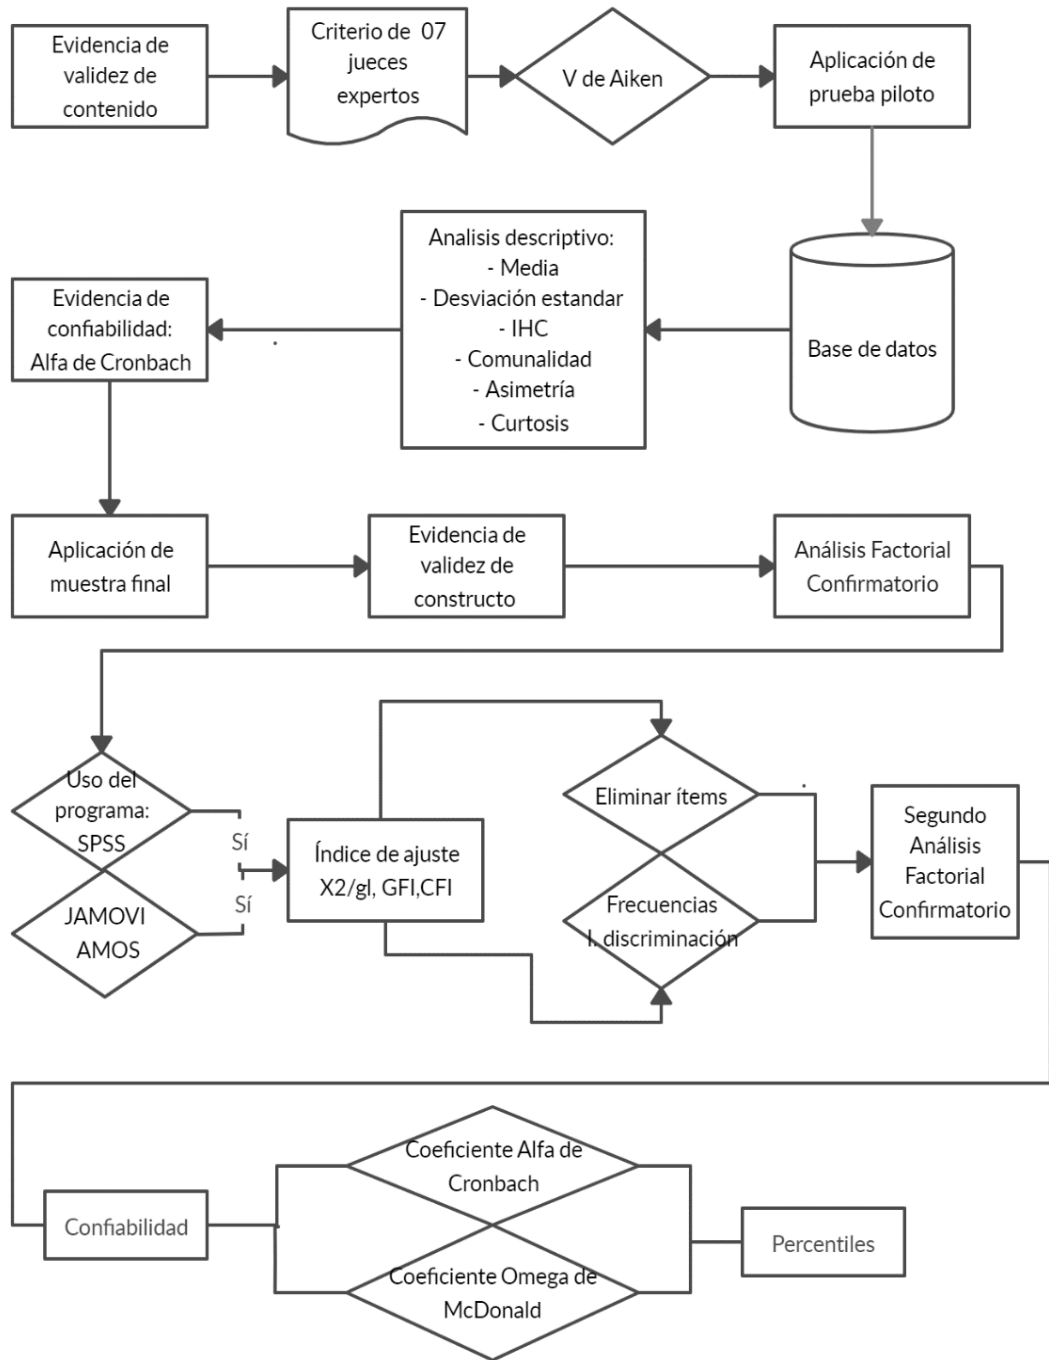 Evidencia de
validez de
contenido
Criterio de 07
jueces
expertos
V de Aiken
Aplicación de
prueba piloto
Base de datos
Analisis descriptivo:
- Media
- Desviación estandar
- IHC
- Comunalidad
- Asimetría
- Curtosis
Evidencia de
confiabilidad:
Alfa de Cronbach
Aplicación de
muestra final
Evidencia de
validez de
constructo
Análisis Factorial
Confirmatorio
Uso del
programa:
SPSS
Sí
JAMOVI
AMOS
Sí
Índice de ajuste
X2/gl, GFI,CFI
Eliminar ítems
Frecuencias
I. discriminación
Segundo
Análisis
Factorial
Confirmatorio
Confiabilidad
Coeficiente Alfa de
Cronbach
Coeficiente Omega de
McDonald
Percentiles